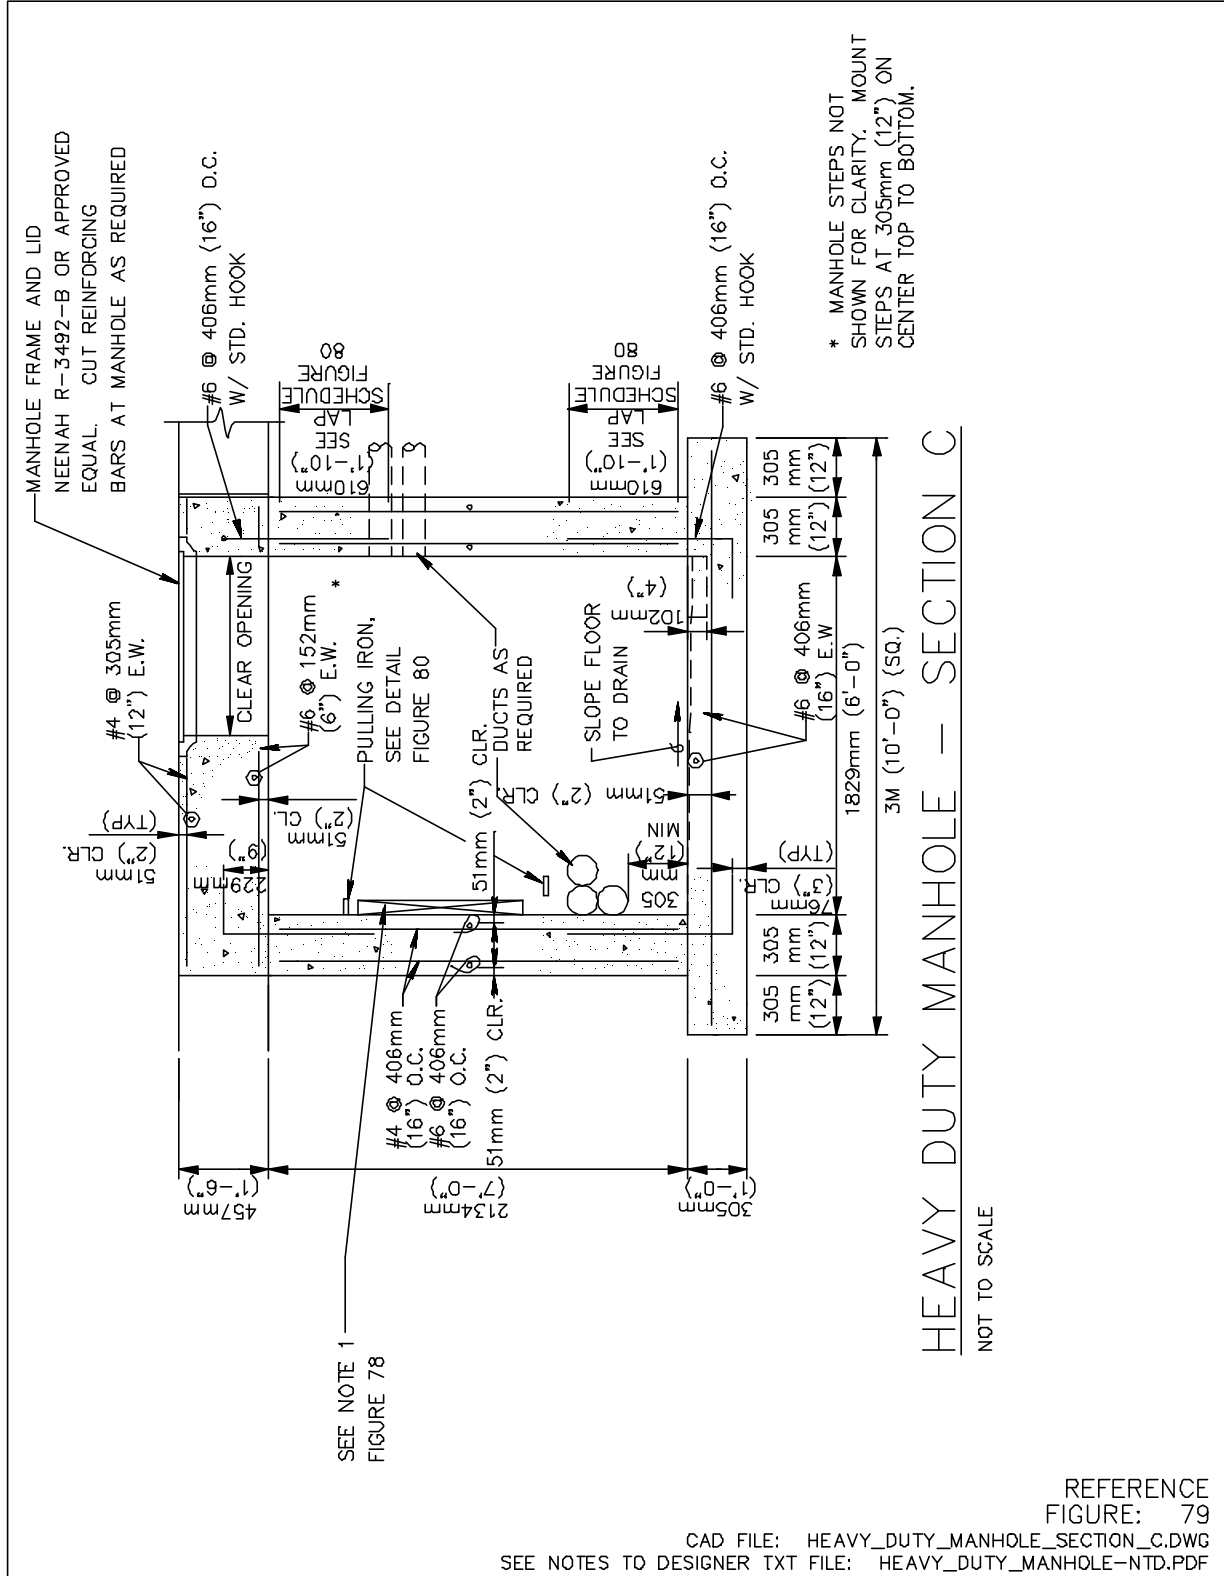 MANHOLE FRAME AND LID
NEENAH R-3492-B OR APPROVED
EQUAL. CUT REINFORCING
BARS AT MANHOLE AS REQUIRED
#4 @ 305mm
(12") E.W.
51mm
(2") CLR.
(TYP)
#6 @ 406mm (16") O.C.
W/ STD. HOOK
CLEAR OPENING
229mm
(9")
51mm
(2") CL.
#6 @ 152mm
(6") E.W.
*
457mm
(1'-6")
610mm
(1'-10")
SEE
LAP
SCHEDULE
FIGURE
80
SEE NOTE 1
FIGURE 78
PULLING IRON,
SEE DETAIL
FIGURE 80
#4 @ 406mm
(16") O.C.
#6 @ 406mm
(16") O.C.
2134mm
(7'-0")
51mm (2") CLR.
51mm (2") CLR.
DUCTS AS
REQUIRED
610mm
(1'-10")
SEE
LAP
SCHEDULE
FIGURE
80
SLOPE FLOOR
TO DRAIN
305
mm
(12")
MIN
51mm (2") CLR.
102mm
(4")
305mm
(1'-0")
#6 @ 406mm (16") O.C.
W/ STD. HOOK
76mm
(3") CLR.
(TYP)
#6 @ 406mm
(16") E.W
305
mm
(12")
305
mm
(12")
1829mm
(6'-0")
305
mm
(12")
305
mm
(12")
3M (10'-0") (SQ.)
* MANHOLE STEPS NOT
SHOWN FOR CLARITY. MOUNT
STEPS AT 305mm (12") ON
CENTER TOP TO BOTTOM.
HEAVY DUTY MANHOLE - SECTION C
NOT TO SCALE
REFERENCE
FIGURE: 79
CAD FILE: HEAVY_DUTY_MANHOLE_SECTION_C.DWG
SEE NOTES TO DESIGNER TXT FILE: HEAVY_DUTY_MANHOLE-NTD.PDF